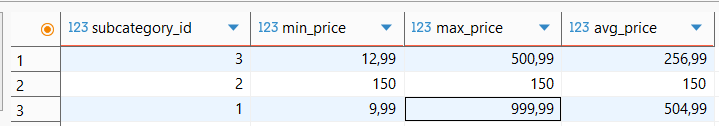 123 subcategory_id 123 min_price 123 max_price 123 avg_price
1 3 12,99 500,99 256,99
2 2 150 150 150
3 1 9,99 999,99 504,99